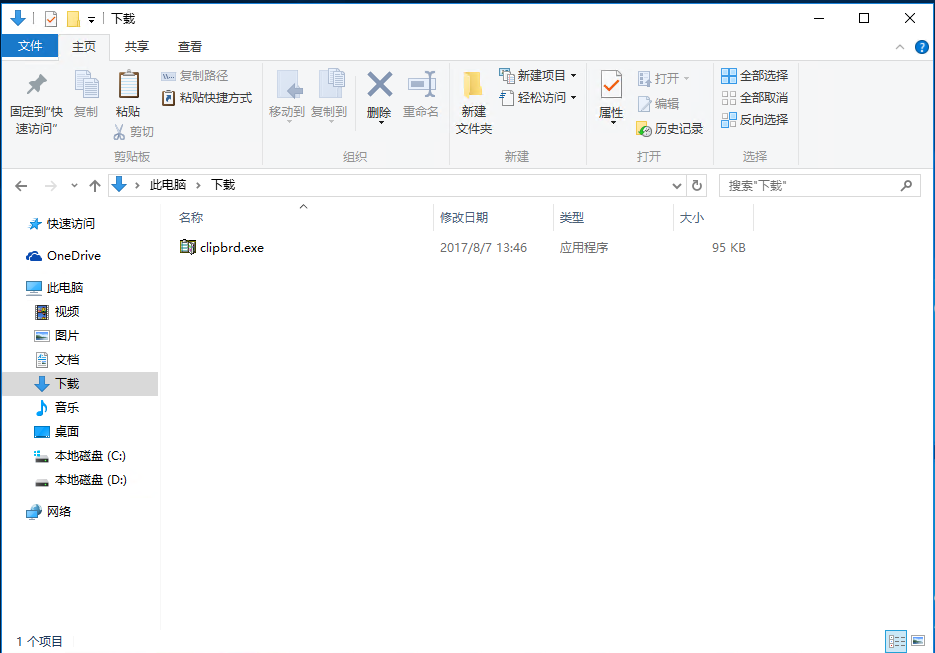 下载
文件 主页 共享 查看
固定到"快速访问"
复制
粘贴
复制路径
粘贴快捷方式
剪切
剪贴板
移动到
复制到
删除
重命名
组织
新建
文件夹
新建项目
轻松访问
新建
属性
打开
编辑
历史记录
打开
全部选择
全部取消
反向选择
选择
此电脑 下载
搜索"下载"
名称 修改日期 类型 大小
clipbrd.exe 2017/8/7 13:46 应用程序 95 KB
快速访问
OneDrive
此电脑
视频
图片
文档
下载
音乐
桌面
本地磁盘 (C:)
本地磁盘 (D:)
网络
1 个项目